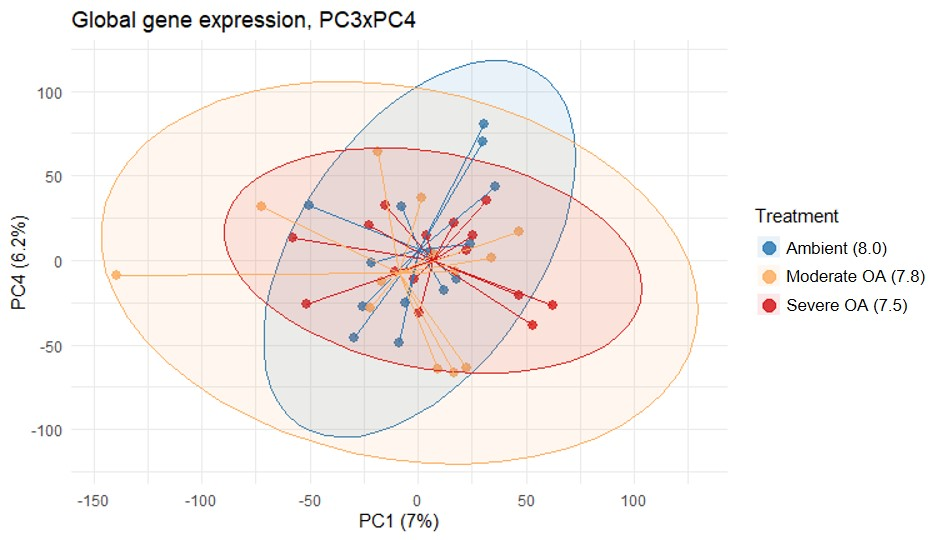 Global gene expression, PC3xPC4
PC4 (6.2%)
100
50
0
-50
-100
-150
-100
-50
0
50
100
PC1 (7%)
Treatment
Ambient (8.0)
Moderate OA (7.8)
Severe OA (7.5)